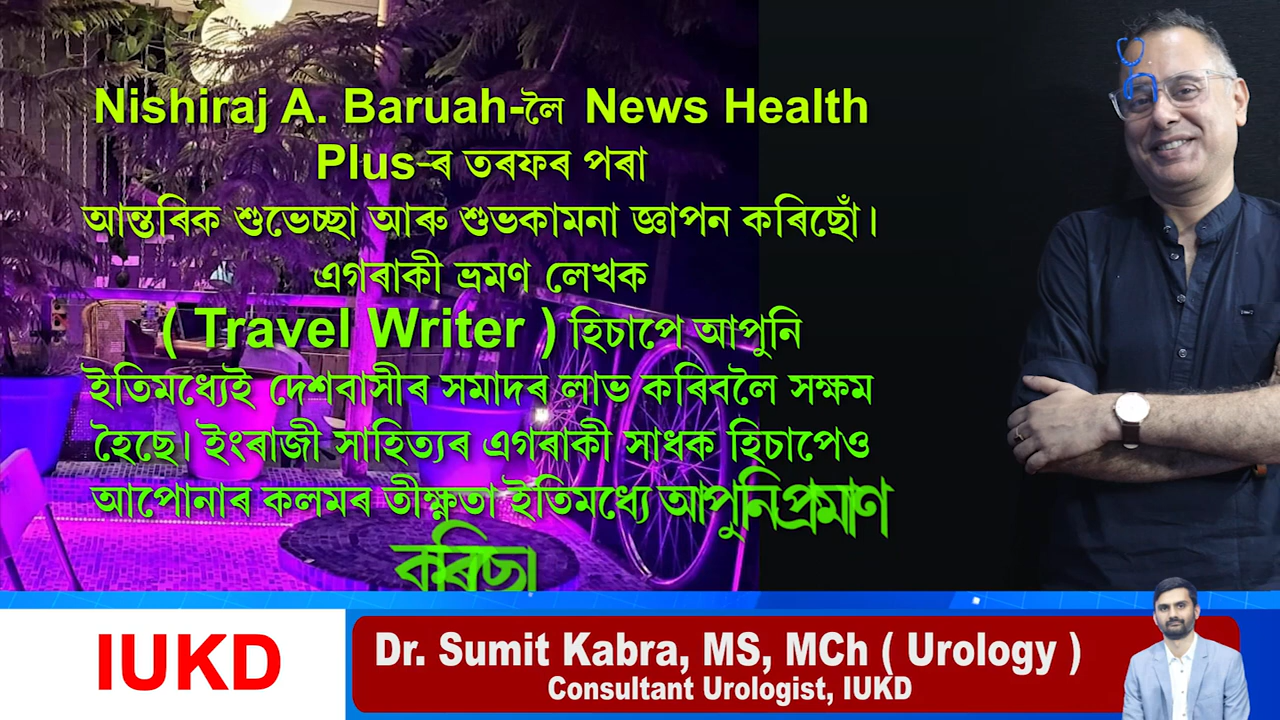 Nishiraj A. Baruah-লৈ News Health
Plus-ৰ তৰফৰ পৰা
আন্তৰিক শুভেচ্ছা আৰু শুভকামনা জ্ঞাপন কৰিছোঁ।
এগৰাকী ভ্ৰমণ লেখক
( Travel Writer ) হিচাপে আপুনি
ইতিমধ্যেই দেশবাসীৰ সমাদৰ লাভ কৰিবলৈ সক্ষম
হৈছে। ইংৰাজী সাহিত্যৰ এগৰাকী সাধক হিচাপেও
আপোনাৰ কলমৰ তীক্ষ্ণতা ইতিমধ্যে আপুনি প্ৰমাণ
IUKD
Dr. Sumit Kabra, MS, MCh ( Urology )
Consultant Urologist, IUKD